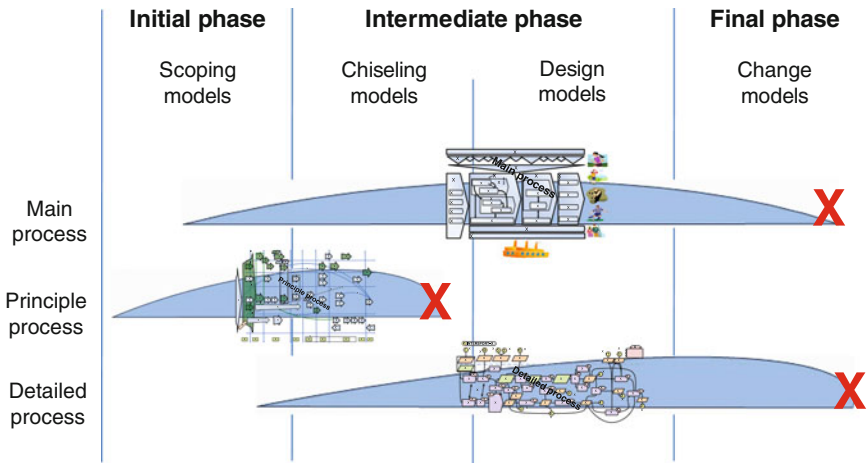 Initial phase
Intermediate phase
Final phase
Scoping
models
Chiseling
models
Design
models
Change
models
Main process
Main
process
X
Principle process
Principle
process
X
Detailed process
Detailed
process
X